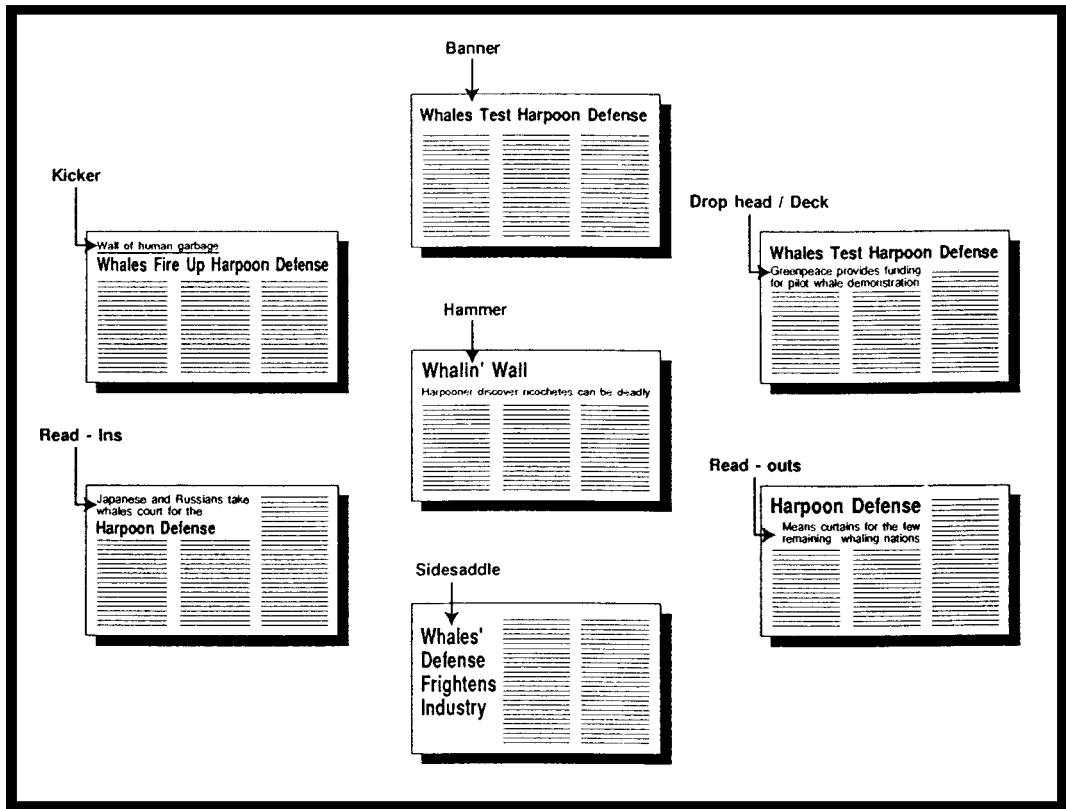 Banner
Whales Test Harpoon Defense
Kicker
Wall of human garbage
Whales Fire Up Harpoon Defense
Drop head / Deck
Whales Test Harpoon Defense
Greenpeace provides funding
for pilot whale demonstration
Hammer
Whalin' Wall
Harpooner discover ricochetes can be deadly
Read - Ins
Japanese and Russians take
whales court for the
Harpoon Defense
Read - outs
Harpoon Defense
Means curtains for the few
remaining whaling nations
Sidesaddle
Whales'
Defense
Frightens
Industry